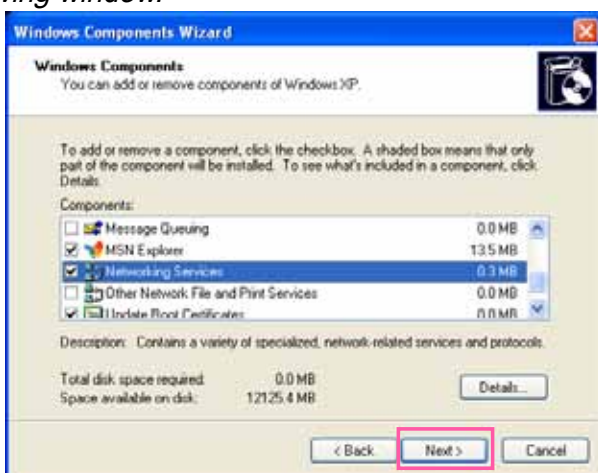 ing window.
Windows Components Wizard
Windows Components
You can add or remove components of Windows XP.
To add or remove a component, click the checkbox. A shaded box means that only
part of the component will be installed. To see what's included in a component, click
Details.
Components:
Message Queuing 0.0 MB
MSN Explorer 13.5 MB
Networking Services 0.3 MB
Other Network File and Print Services 0.0 MB
Update Root Certificates 0.0 MB
Description: Contains a variety of specialized, network-related services and protocols.
Total disk space required: 0.0 MB
Space available on disk: 12125.4 MB
Details...
< Back Next > Cancel